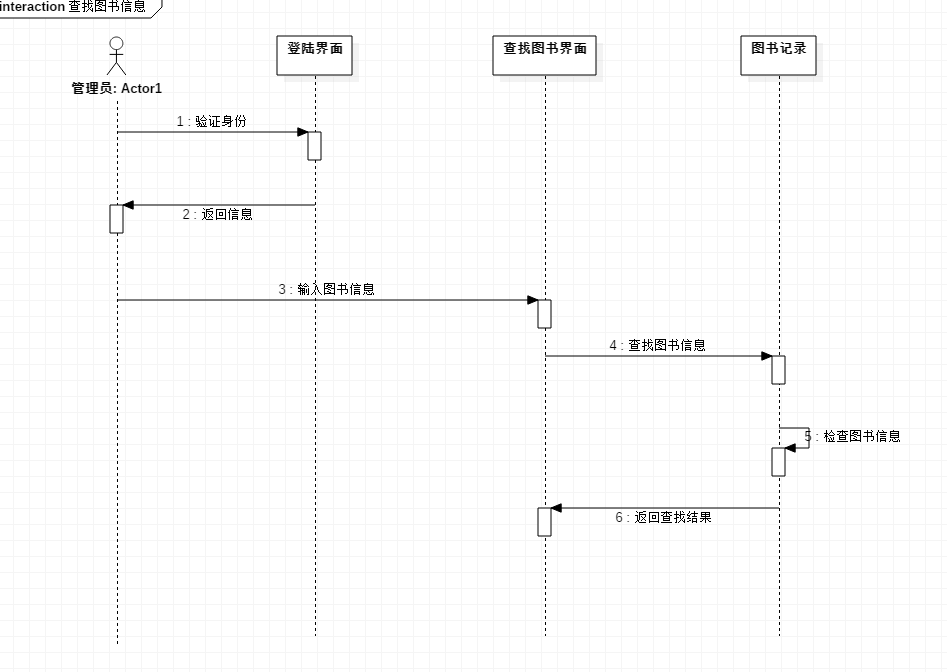 interaction 查找图书信息
登陆界面
查找图书界面
图书记录
管理员: Actor1
1 : 验证身份
2 : 返回信息
3 : 输入图书信息
4 : 查找图书信息
5 : 检查图书信息
6 : 返回查找结果